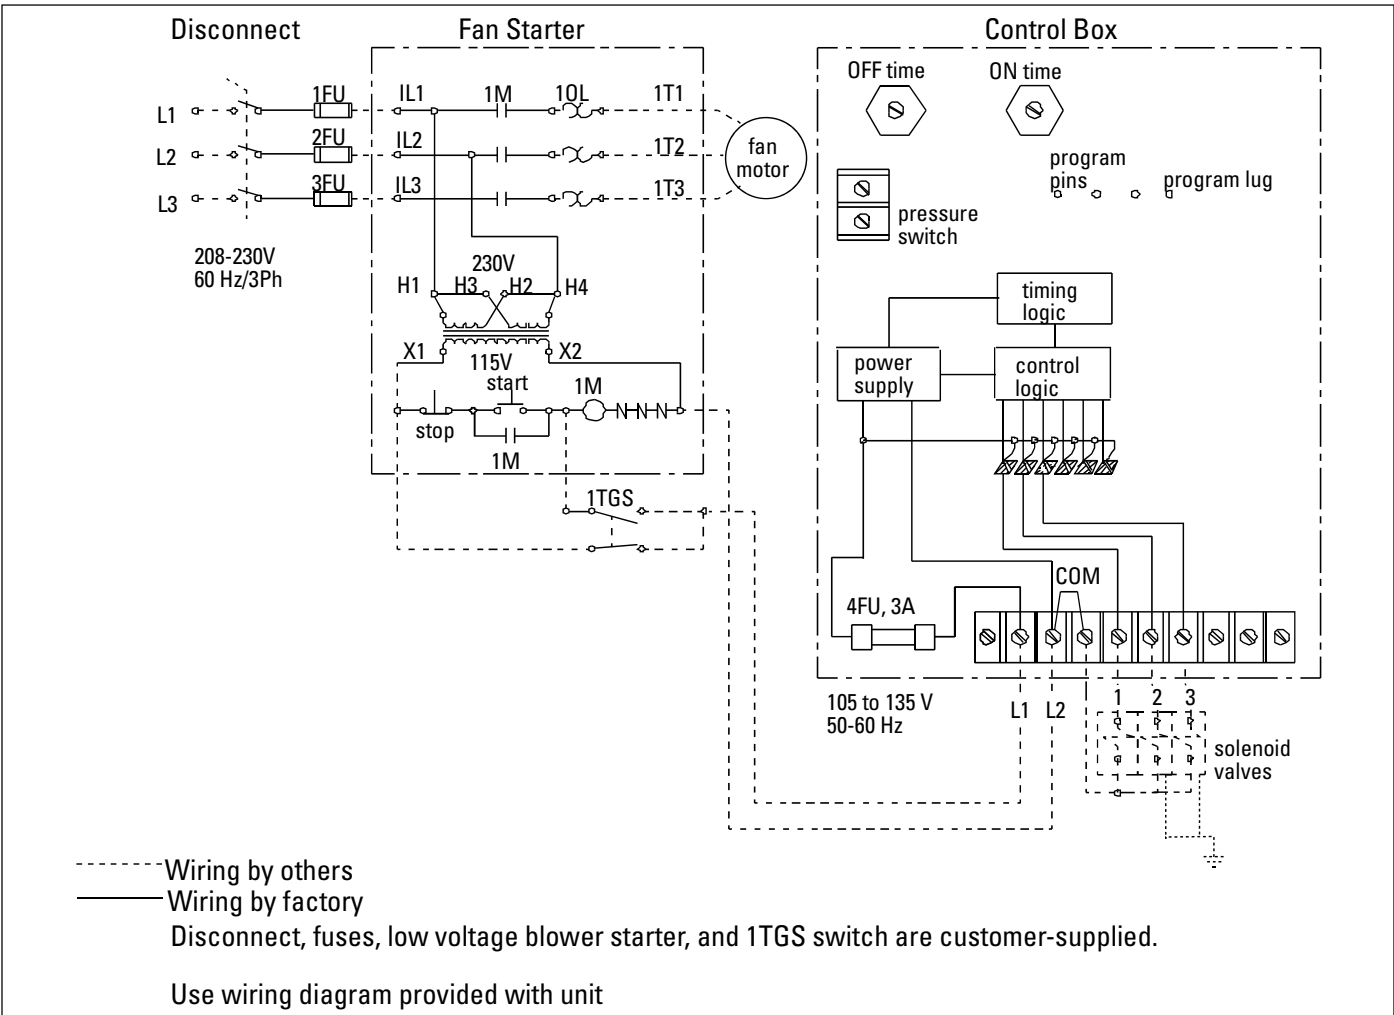 Disconnect
Fan Starter
Control Box
OFF time
ON time
1FU
IL1
1M
1OL
1T1
L1
2FU
IL2
1T2
L2
fan
motor
3FU
IL3
1T3
L3
program
pins
program lug
pressure
switch
208-230V
60 Hz/3Ph
230V
H1
H3
H2
H4
timing
logic
X1
X2
115V
start
1M
stop
1M
power
supply
control
logic
1TGS
COM
4FU, 3A
105 to 135 V
50-60 Hz
L1
L2
1
2
3
solenoid
valves
Wiring by others
Wiring by factory
Disconnect, fuses, low voltage blower starter, and 1TGS switch are customer-supplied.
Use wiring diagram provided with unit